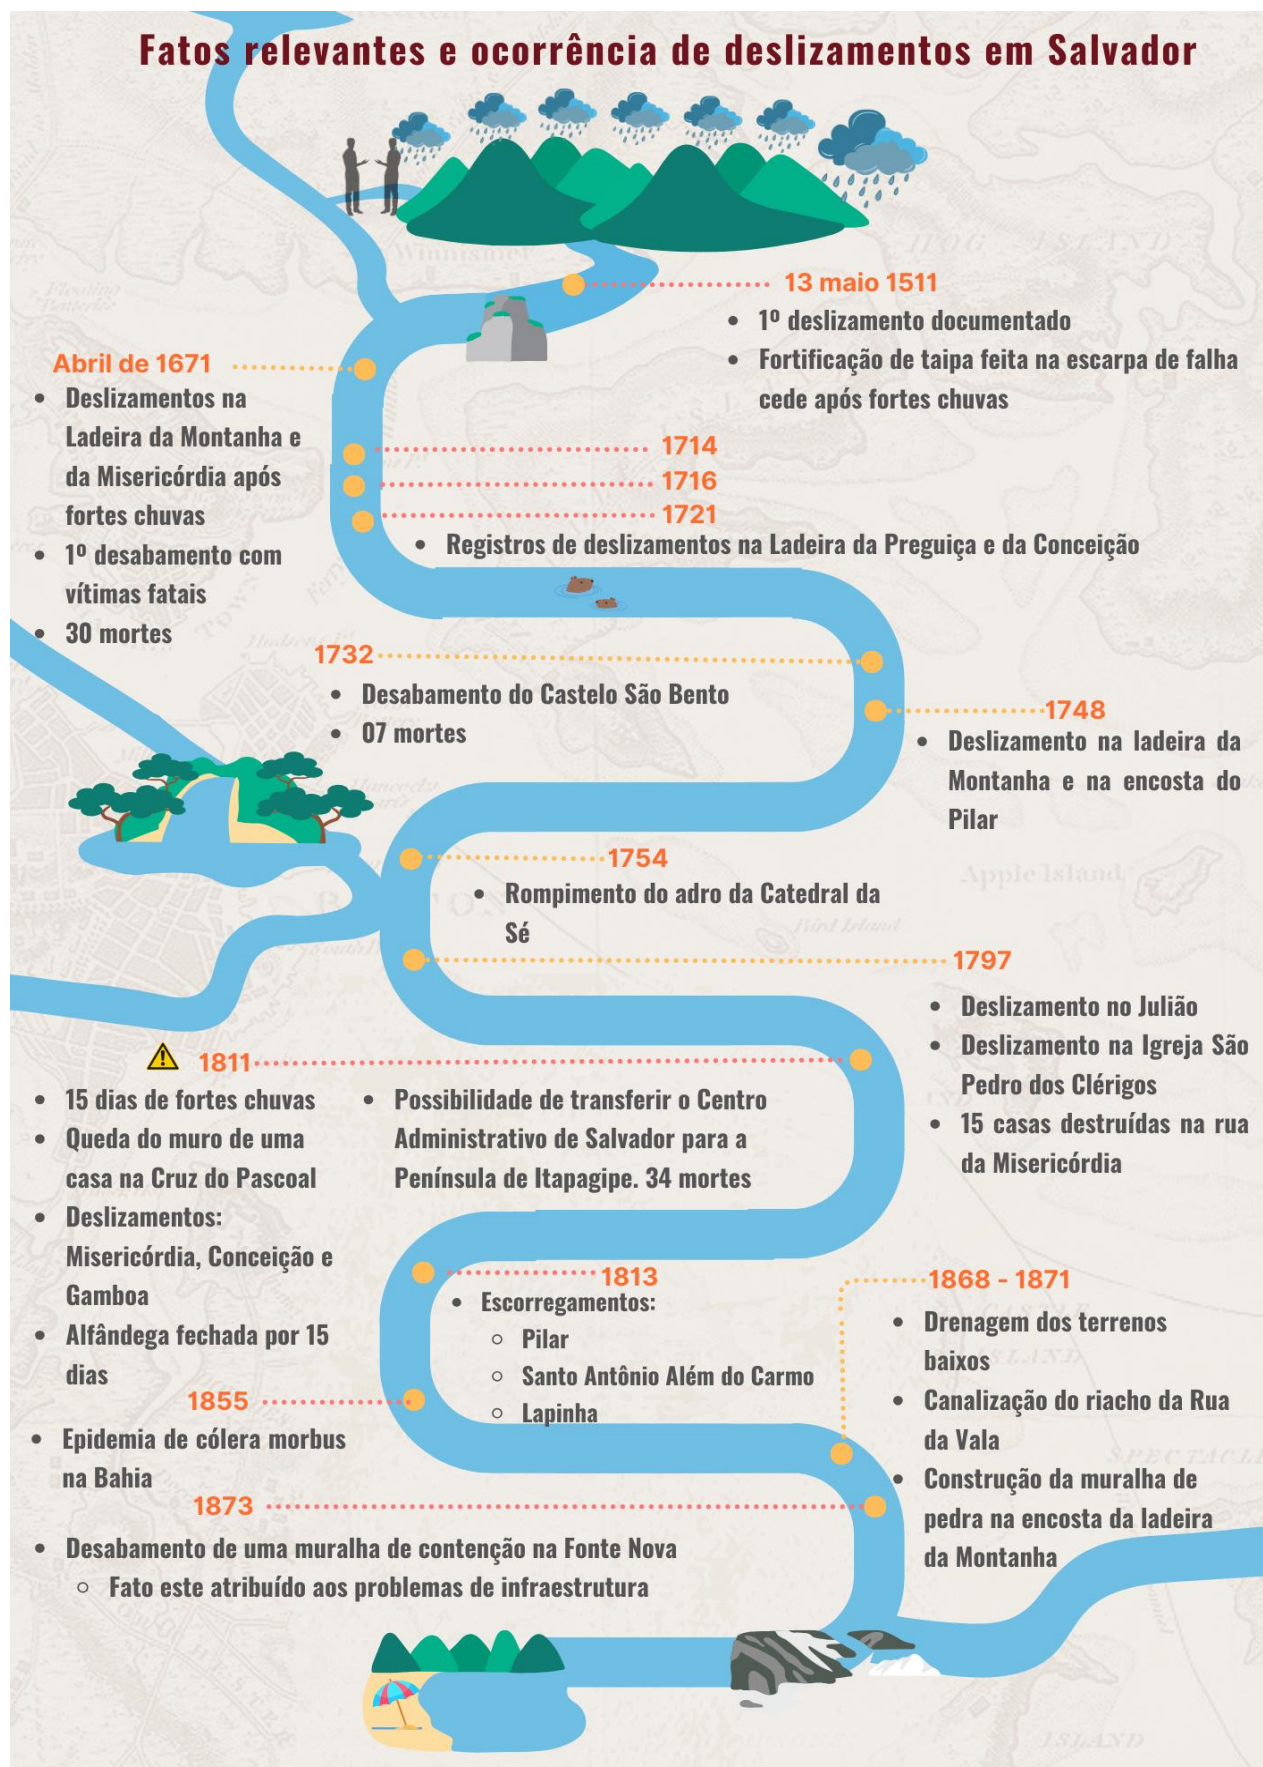 Fatos relevantes e ocorrência de deslizamentos em Salvador
13 maio 1511
• 1º deslizamento documentado
• Fortificação de taipa feita na escarpa de falha
cede após fortes chuvas
Abril de 1671
• Deslizamentos na
Ladeira da Montanha e
da Misericórdia após
fortes chuvas
• 1º desabamento com
vítimas fatais
• 30 mortes
1714
1716
1721
• Registros de deslizamentos na Ladeira da Preguiça e da Conceição
1732
• Desabamento do Castelo São Bento
• 07 mortes
1748
• Deslizamento na ladeira da
Montanha e na encosta do
Pilar
1754
• Rompimento do adro da Catedral da
Sé
1797
• Deslizamento no Julião
• Deslizamento na Igreja São
Pedro dos Clérigos
• 15 casas destruídas na rua
da Misericórdia
1811
• 15 dias de fortes chuvas
• Queda do muro de uma
casa na Cruz do Pascoal
• Deslizamentos:
Misericórdia, Conceição e
Gamboa
• Alfândega fechada por 15
dias
• Possibilidade de transferir o Centro
Administrativo de Salvador para a
Península de Itapagipe. 34 mortes
1813
• Escorregamentos:
○ Pilar
○ Santo Antônio Além do Carmo
○ Lapinha
1855
• Epidemia de cólera morbus
na Bahia
1868 - 1871
• Drenagem dos terrenos
baixos
• Canalização do riacho da Rua
da Vala
• Construção da muralha de
pedra na encosta da ladeira
da Montanha
1873
• Desabamento de uma muralha de contenção na Fonte Nova
○ Fato este atribuído aos problemas de infraestrutura
HOG ISLAND
Winnisimet
Apple Island
Bird Island
ISLAND